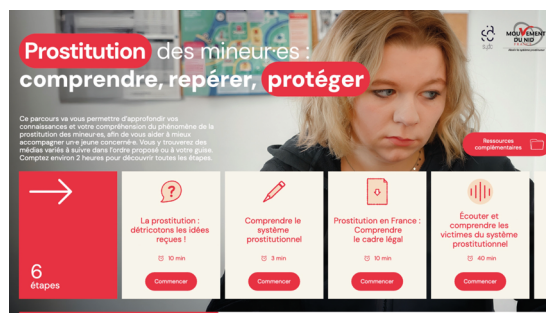 Prostitution des mineur·es :
comprendre, repérer, protéger
MOUVEMENT
DU NID
FRANCE
Ce parcours va vous permettre d'approfondir vos
connaissances et votre compréhension du phénomène de la
prostitution des mineures, afin de vous aider à mieux
accompagner un·e jeune concerné·e. Vous y trouverez des
médias variés à suivre dans l'ordre proposé ou à votre guise.
Comptez environ 2 heures pour découvrir toutes les étapes.
Ressources
complémentaires
6
étapes
La prostitution :
détricotons les idées
reçues !
10 min
Commencer
Comprendre le
système
prostitutionnel
3 min
Commencer
Prostitution en France :
Comprendre
le cadre légal
10 min
Commencer
Écouter et
comprendre les
victimes du système
prostitutionnel
40 min
Commencer